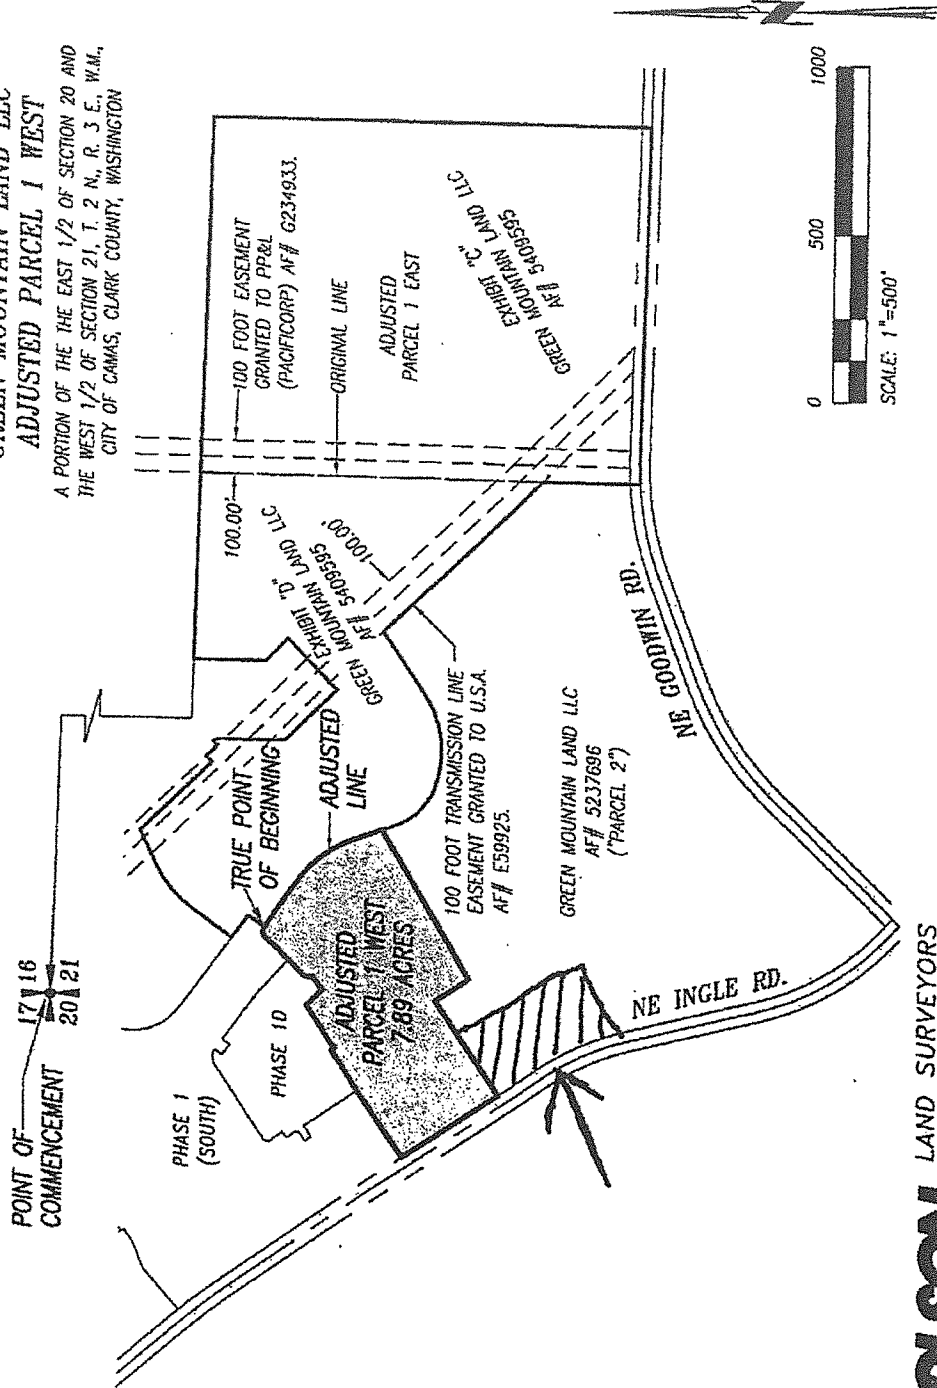 ADJUSTED PARCEL 1 WEST
A PORTION OF THE THE EAST 1/2 OF SECTION 20 AND
THE WEST 1/2 OF SECTION 21, T. 2 N., R. 3 E., W.M.,
CITY OF CAMAS, CLARK COUNTY, WASHINGTON
POINT OF
COMMENCEMENT
17 16
20 21
100 FOOT EASEMENT
GRANTED TO PP&L
(PACIFICORP) AF# G234933.
ORIGINAL LINE
ADJUSTED
PARCEL 1 EAST
EXHIBIT "C"
GREEN MOUNTAIN LAND LLC
AF# 5409595
100.00'
EXHIBIT "D"
GREEN MOUNTAIN LAND LLC
AF# 5409595
100.00'
TRUE POINT
OF BEGINNING
ADJUSTED
LINE
PHASE 1
(SOUTH)
PHASE 1D
ADJUSTED
PARCEL 1 WEST
7.89 ACRES
100 FOOT TRANSMISSION LINE
EASEMENT GRANTED TO U.S.A.
AF# E59925.
GREEN MOUNTAIN LAND LLC
AF# 5237696
("PARCEL 2")
NE GOODWIN RD.
NE INGLE RD.
N
0 500 1000
SCALE: 1"=500'
LAND SURVEYORS